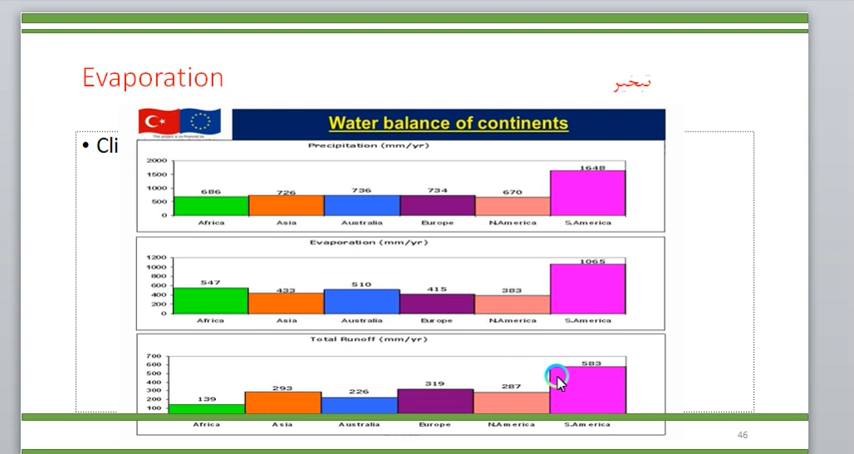 Evaporation
تبخير
• Cli
Water balance of continents
Precipitation (mm/yr)
2000
1500
1000
500
0
686
726
736
734
670
1648
Africa
Asia
Australia
Europe
N.America
S.America
Evaporation (mm/yr)
1200
1000
800
600
400
200
0
547
433
510
415
383
1065
Africa
Asia
Australia
Europe
N.America
S.America
Total Runoff (mm/yr)
700
600
500
400
300
200
100
139
293
226
319
287
583
Africa
Asia
Australia
Europe
N.America
S.America
46